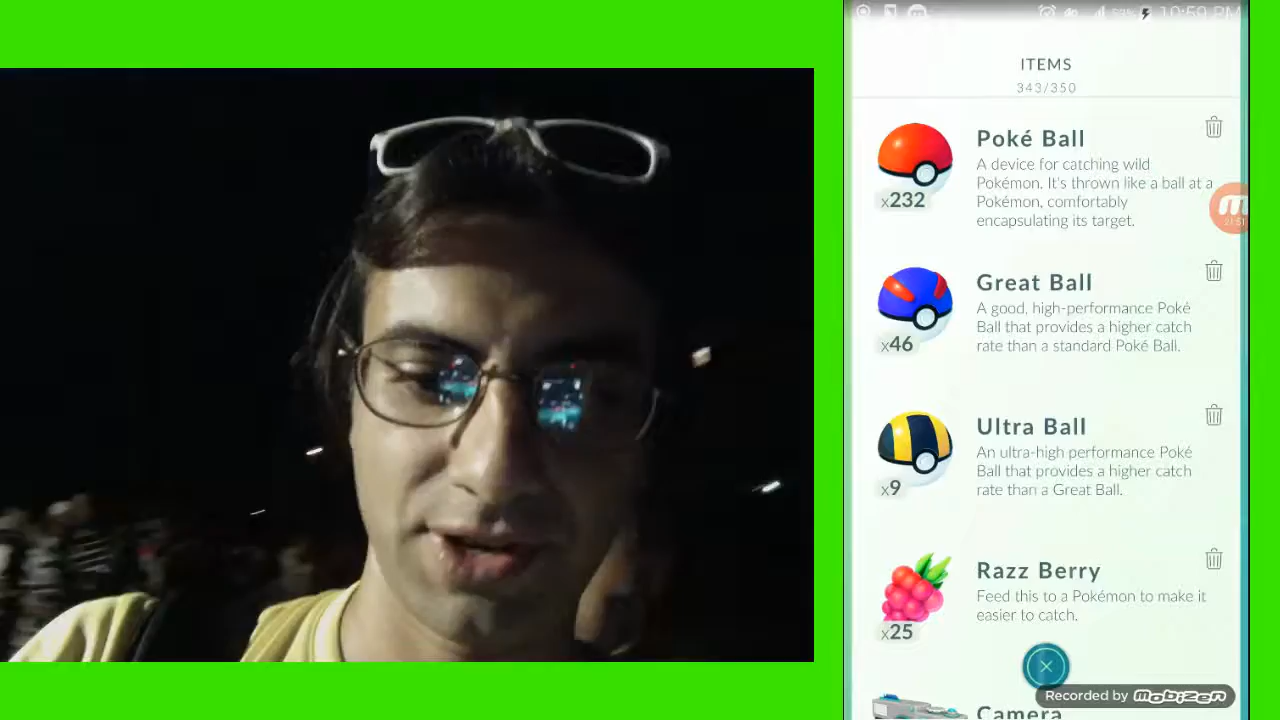 10:59 PM
ITEMS
343/350
Poké Ball
A device for catching wild
Pokémon. It's thrown like a ball at a
Pokémon, comfortably
encapsulating its target.
x232
Great Ball
A good, high-performance Poké
Ball that provides a higher catch
rate than a standard Poké Ball.
x46
Ultra Ball
An ultra-high performance Poké
Ball that provides a higher catch
rate than a Great Ball.
x9
Razz Berry
Feed this to a Pokémon to make it
easier to catch.
x25
Recorded by mobizen
Camera